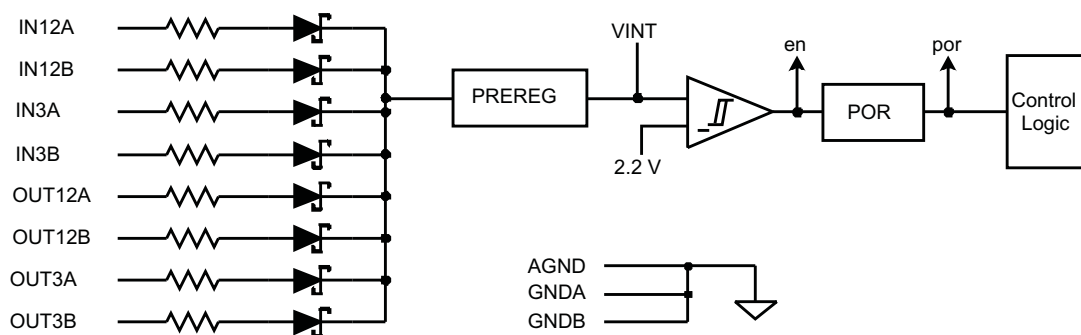 IN12A
IN12B
IN3A
IN3B
OUT12A
OUT12B
OUT3A
OUT3B
PREREG
VINT
2.2 V
en
POR
por
Control
Logic
AGND
GNDA
GNDB